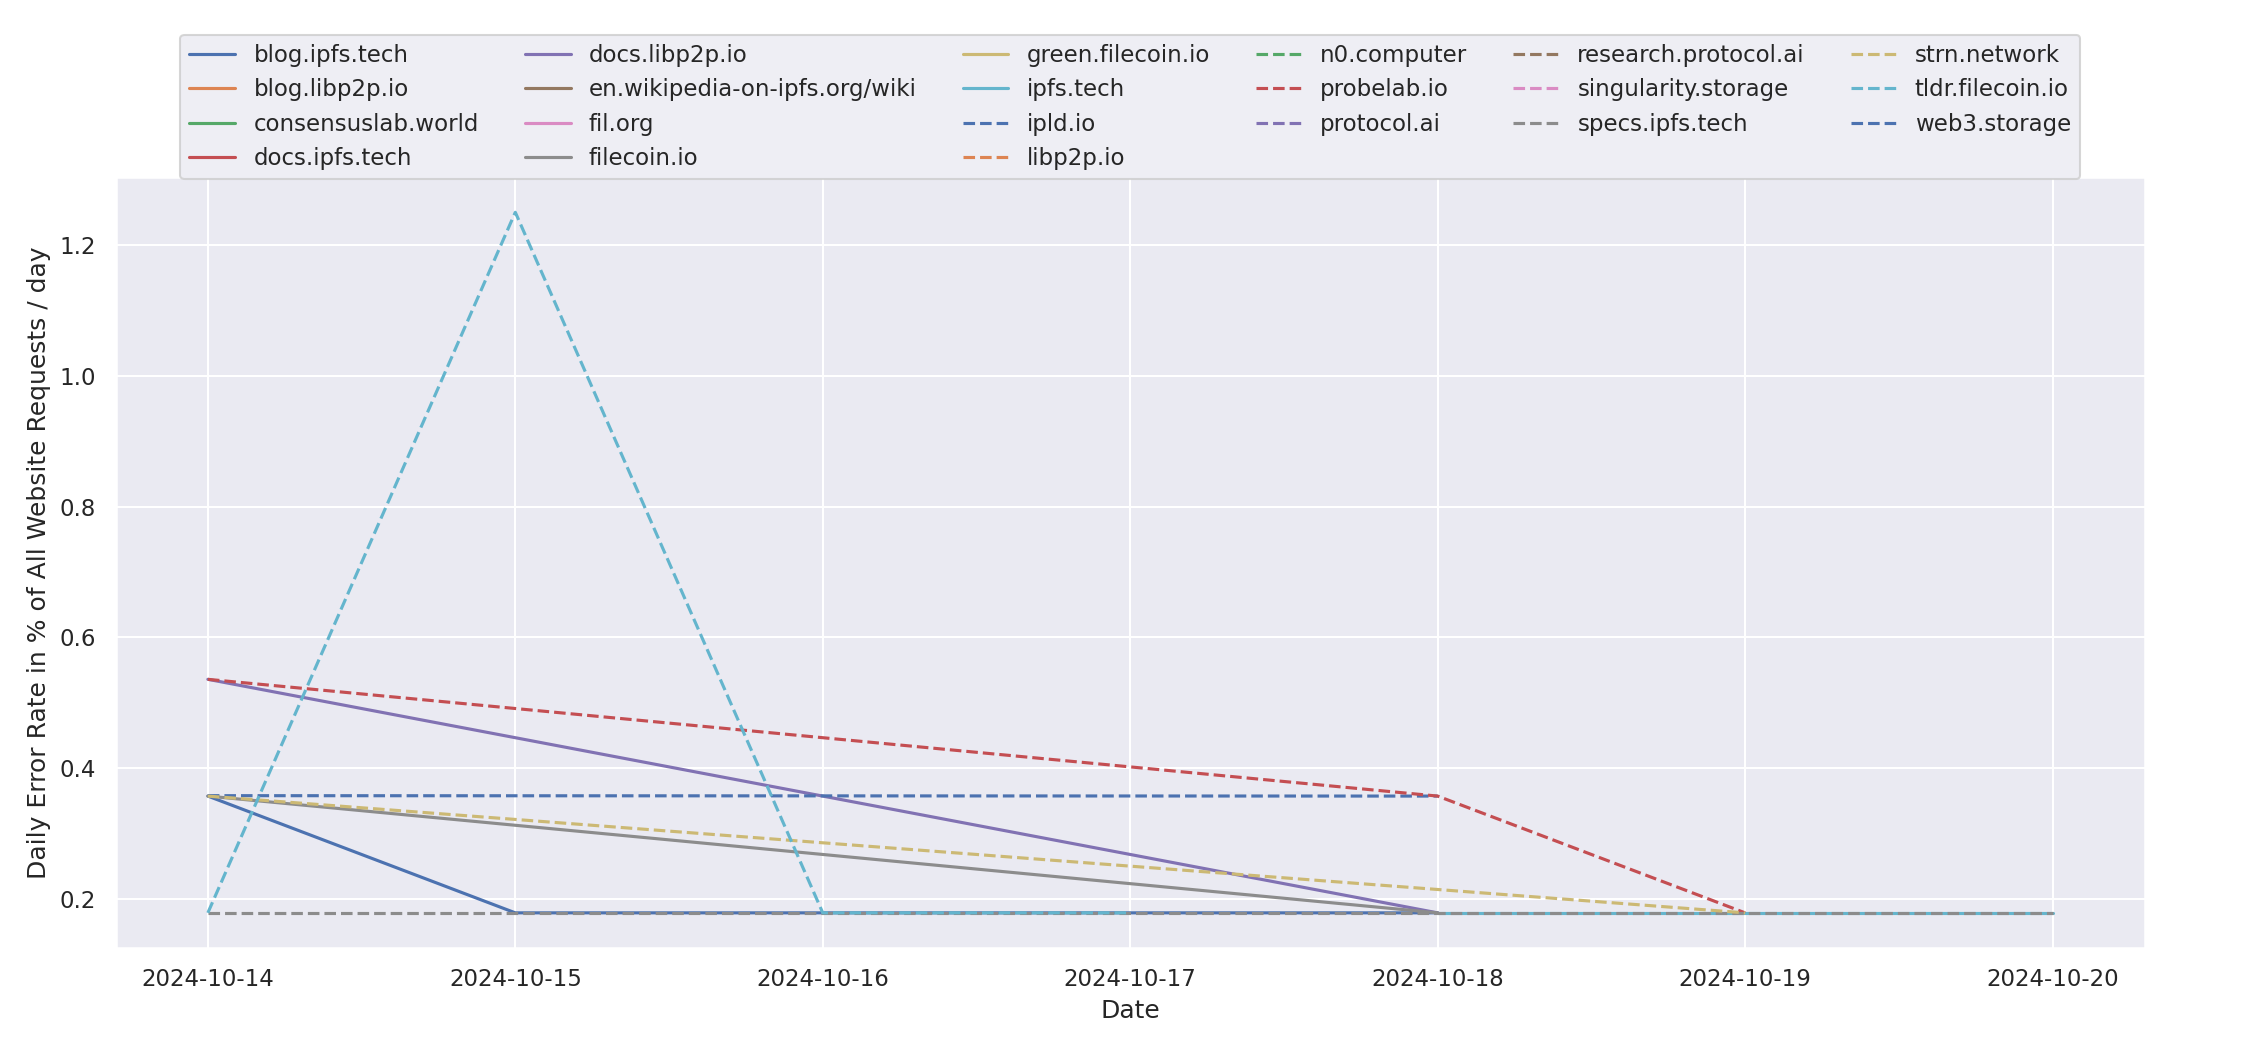 blog.ipfs.tech
blog.libp2p.io
consensuslab.world
docs.ipfs.tech
docs.libp2p.io
en.wikipedia-on-ipfs.org/wiki
fil.org
filecoin.io
green.filecoin.io
ipfs.tech
ipld.io
libp2p.io
n0.computer
probelab.io
protocol.ai
research.protocol.ai
singularity.storage
specs.ipfs.tech
strn.network
tldr.filecoin.io
web3.storage
Daily Error Rate in % of All Website Requests / day
1.2
1.0
0.8
0.6
0.4
0.2
2024-10-14
2024-10-15
2024-10-16
2024-10-17
2024-10-18
2024-10-19
2024-10-20
Date